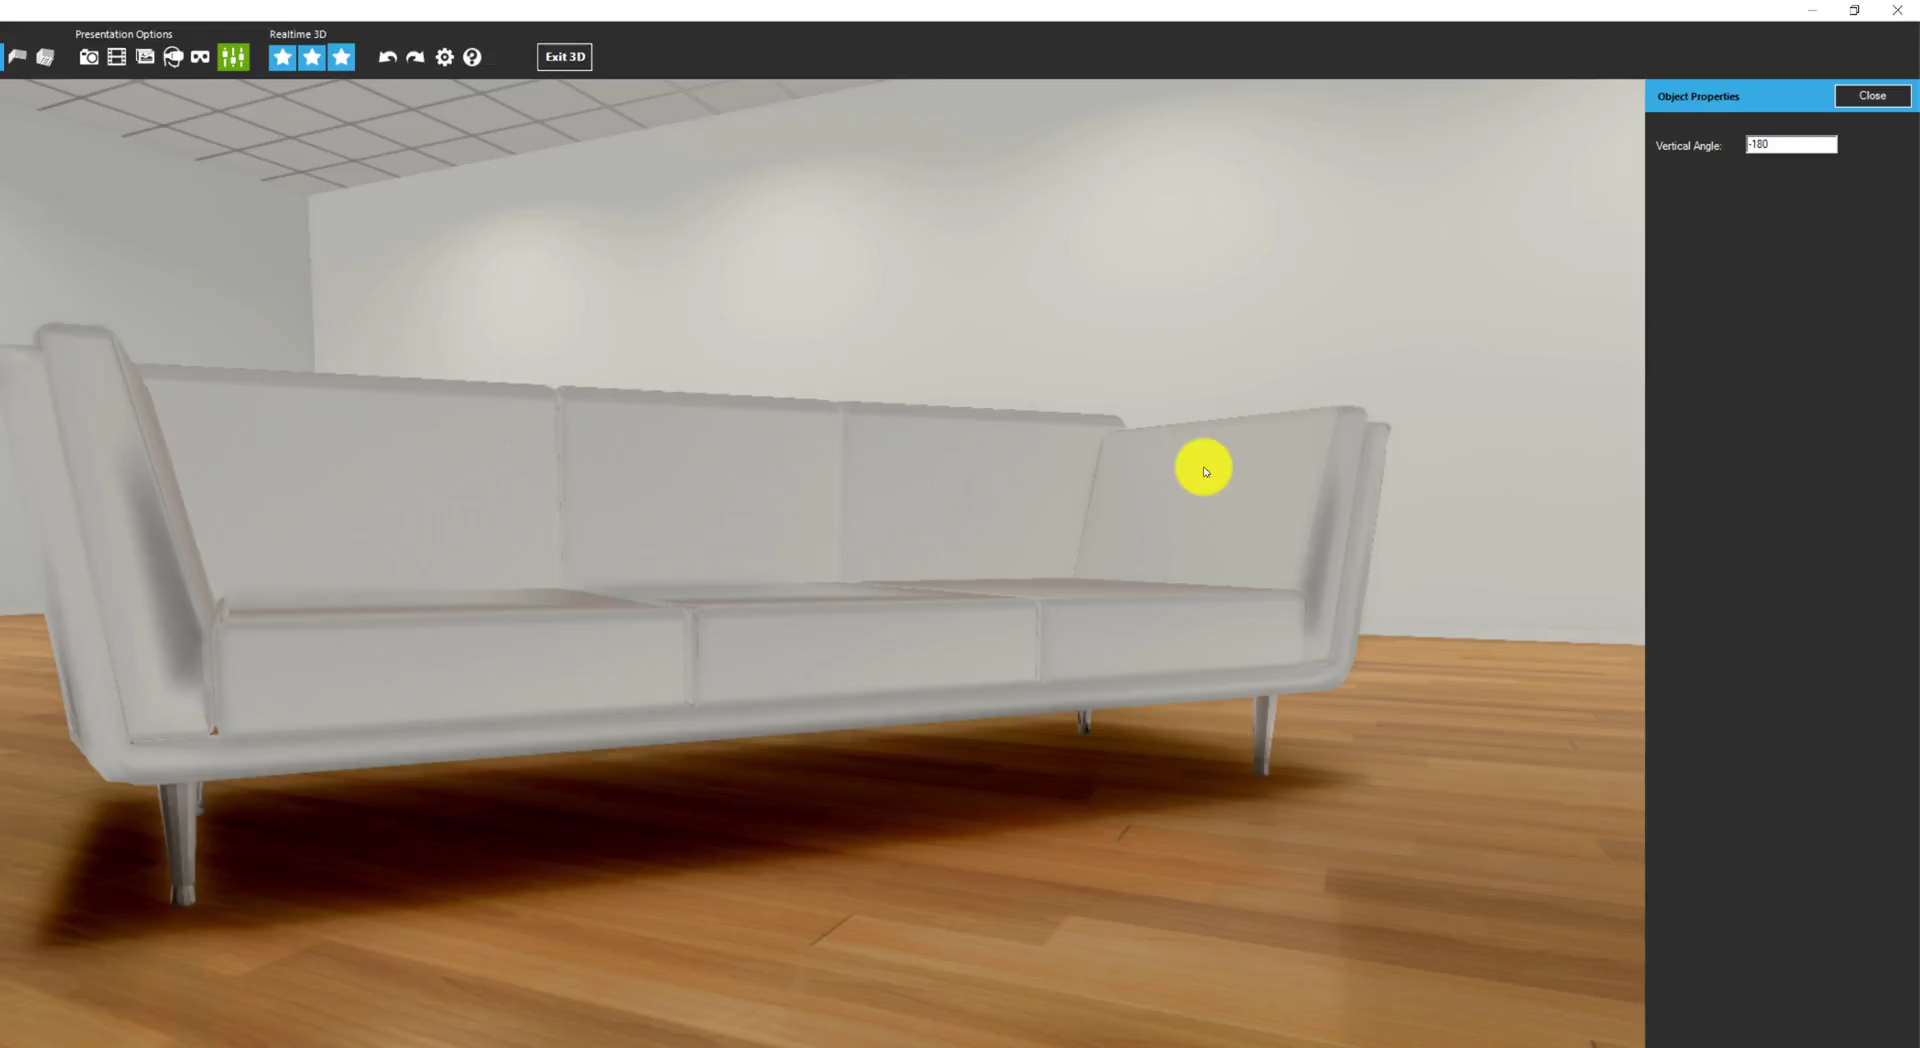 Presentation Options
Realtime 3D
Exit 3D
Object Properties
Close
Vertical Angle:
-180